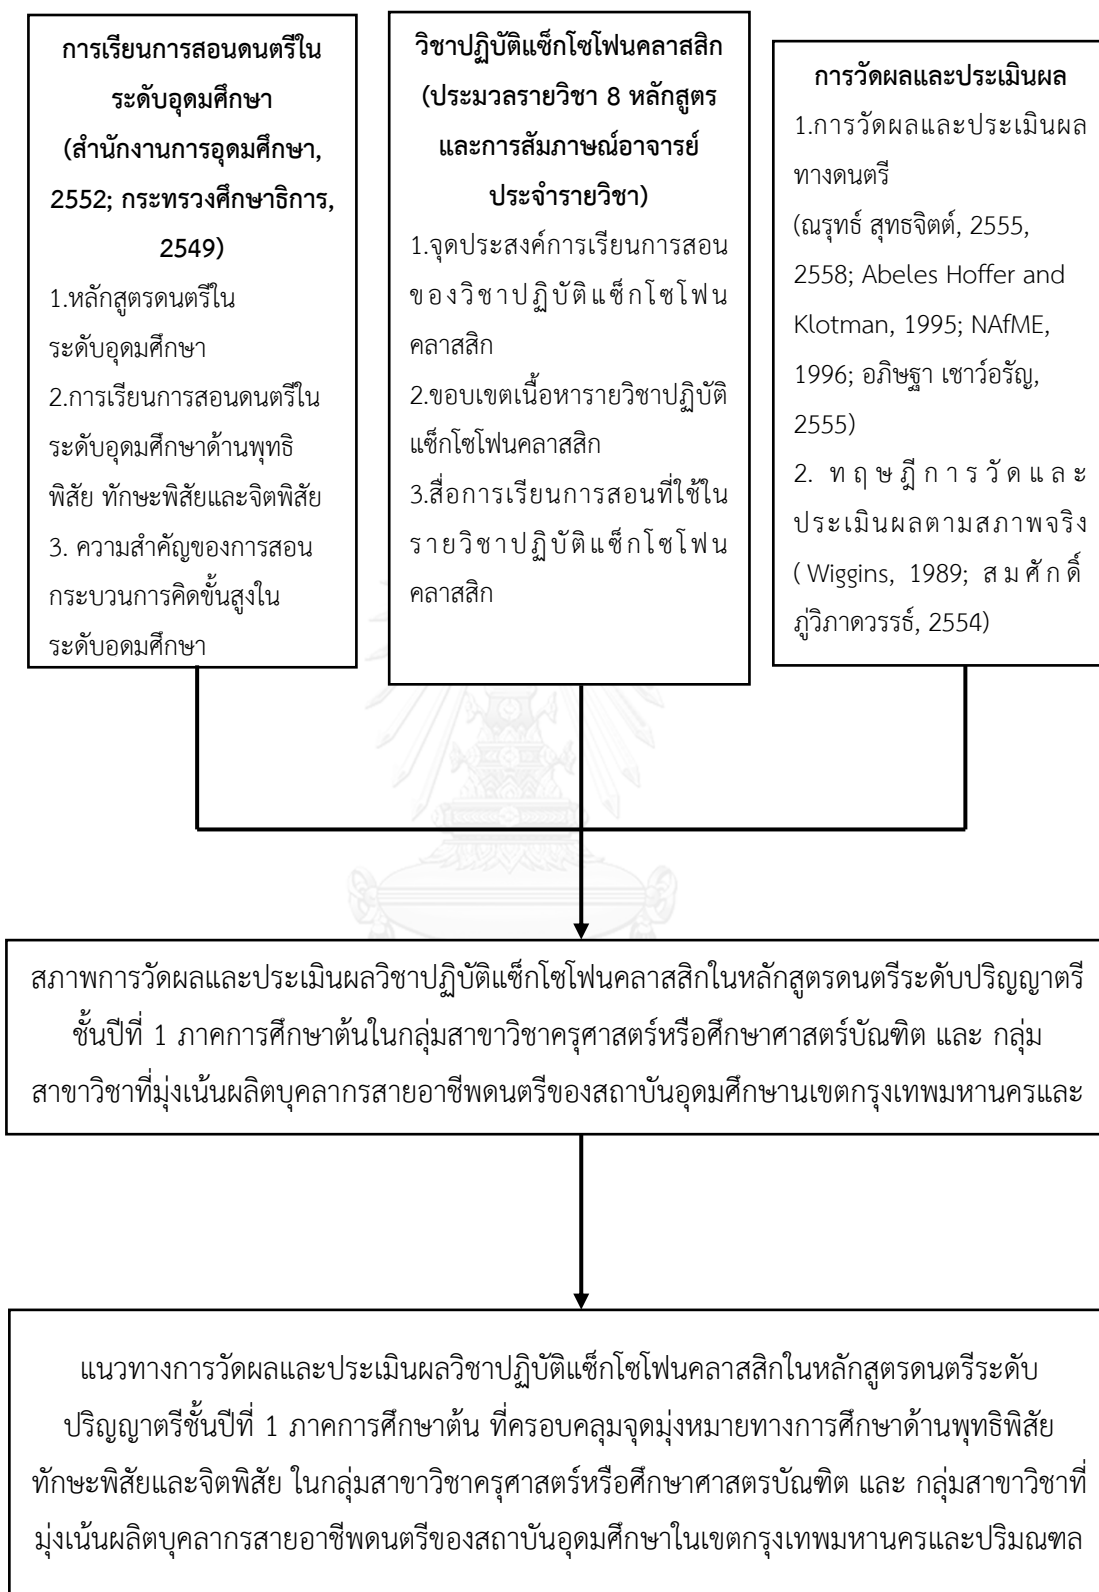 การเรียนการสอนดนตรีใน
ระดับอุดมศึกษา
(สำนักงานการอุดมศึกษา,
2552; กระทรวงศึกษาธิการ,
2549)
1.หลักสูตรดนตรีใน
ระดับอุดมศึกษา
2.การเรียนการสอนดนตรีใน
ระดับอุดมศึกษาด้านพุทธิ
พิสัย ทักษะพิสัยและจิตพิสัย
3. ความสำคัญของการสอน
กระบวนการคิดขั้นสูงใน
ระดับอดมศึกษา
วิชาปฏิบัติแซ็กโซโฟนคลาสสิก
(ประมวลรายวิชา 8 หลักสูตร
และการสัมภาษณ์อาจารย์
ประจำรายวิชา)
1.จุดประสงค์การเรียนการสอน
ของวิชาปฏิบัติแซ็กโซโฟน
คลาสสิก
2.ขอบเขตเนื้อหารายวิชาปฏิบัติ
แซ็กโซโฟนคลาสสิก
3.สื่อการเรียนการสอนที่ใช้ใน
รายวิชาปฏิบัติแซ็กโซโฟน
คลาสสิก
การวัดผลและประเมินผล
1.การวัดผลและประเมินผล
ทางดนตรี
(ณรุทธ์ สุทธจิตต์, 2555,
2558; Abeles Hoffer and
Klotman, 1995; NAfME,
1996; อภิษฐา เชาว์อรัญ,
2555)
2. ทฤษฎีการวัดและ
ประเมินผลตามสภาพจริง
( Wiggins, 1989; สมศักดิ์
ภู่วิภาดวรรธ์, 2554)
สภาพการวัดผลและประเมินผลวิชาปฏิบัติแซ็กโซโฟนคลาสสิกในหลักสูตรดนตรีระดับปริญญาตรี
ชั้นปีที่ 1 ภาคการศึกษาต้นในกลุ่มสาขาวิชาครุศาสตร์หรือศึกษาศาสตร์บัณฑิต และ กลุ่ม
สาขาวิชาที่มุ่งเน้นผลิตบุคลากรสายอาชีพดนตรีของสถาบันอุดมศึกษานเขตกรุงเทพมหานครและ
แนวทางการวัดผลและประเมินผลวิชาปฏิบัติแซ็กโซโฟนคลาสสิกในหลักสูตรดนตรีระดับ
ปริญญาตรีชั้นปีที่ 1 ภาคการศึกษาต้น ที่ครอบคลุมจุดมุ่งหมายทางการศึกษาด้านพุทธิพิสัย
ทักษะพิสัยและจิตพิสัย ในกลุ่มสาขาวิชาครุศาสตร์หรือศึกษาศาสตรบัณฑิต และ กลุ่มสาขาวิชาที่
มุ่งเน้นผลิตบุคลากรสายอาชีพดนตรีของสถาบันอุดมศึกษาในเขตกรุงเทพมหานครและปริมณฑล